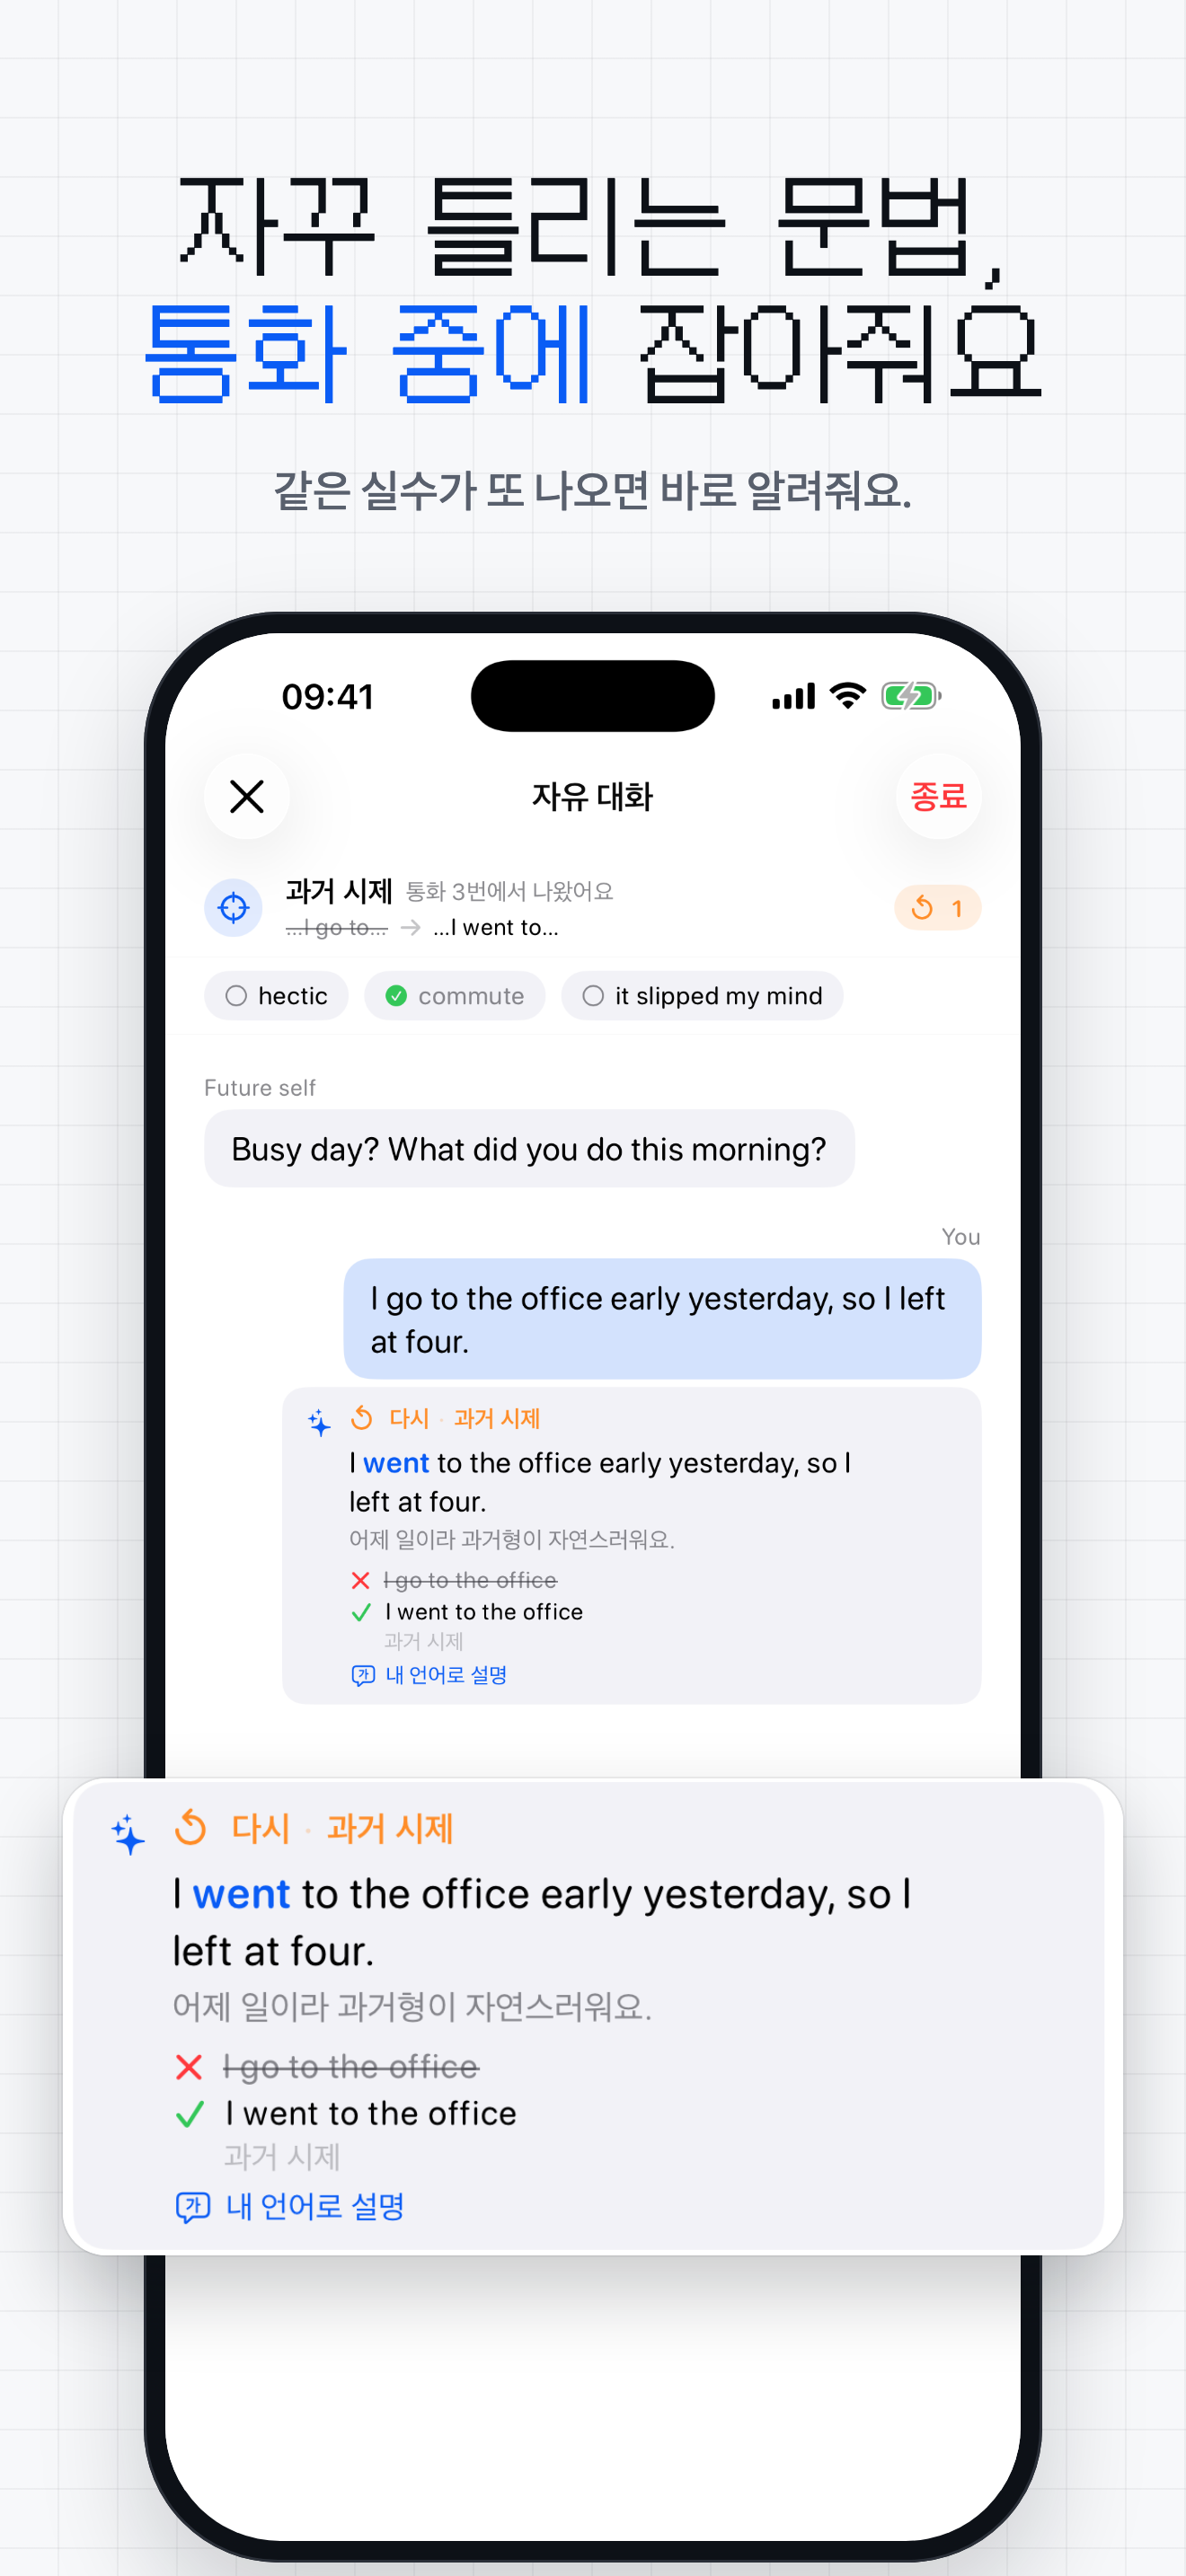 자꾸 틀리는 문법,
통화 중에 잡아줘요
같은 실수가 또 나오면 바로 알려줘요.
09:41
자유 대화
종료
과거 시제 통화 3번에서 나왔어요
...I go to... → ...I went to...
1
hectic
commute
it slipped my mind
Future self
Busy day? What did you do this morning?
You
I go to the office early yesterday, so I left
at four.
다시 · 과거 시제
I went to the office early yesterday, so I
left at four.
어제 일이라 과거형이 자연스러워요.
I go to the office
I went to the office
과거 시제
가 내 언어로 설명
다시 · 과거 시제
I went to the office early yesterday, so I
left at four.
어제 일이라 과거형이 자연스러워요.
I go to the office
I went to the office
과거 시제
가 내 언어로 설명